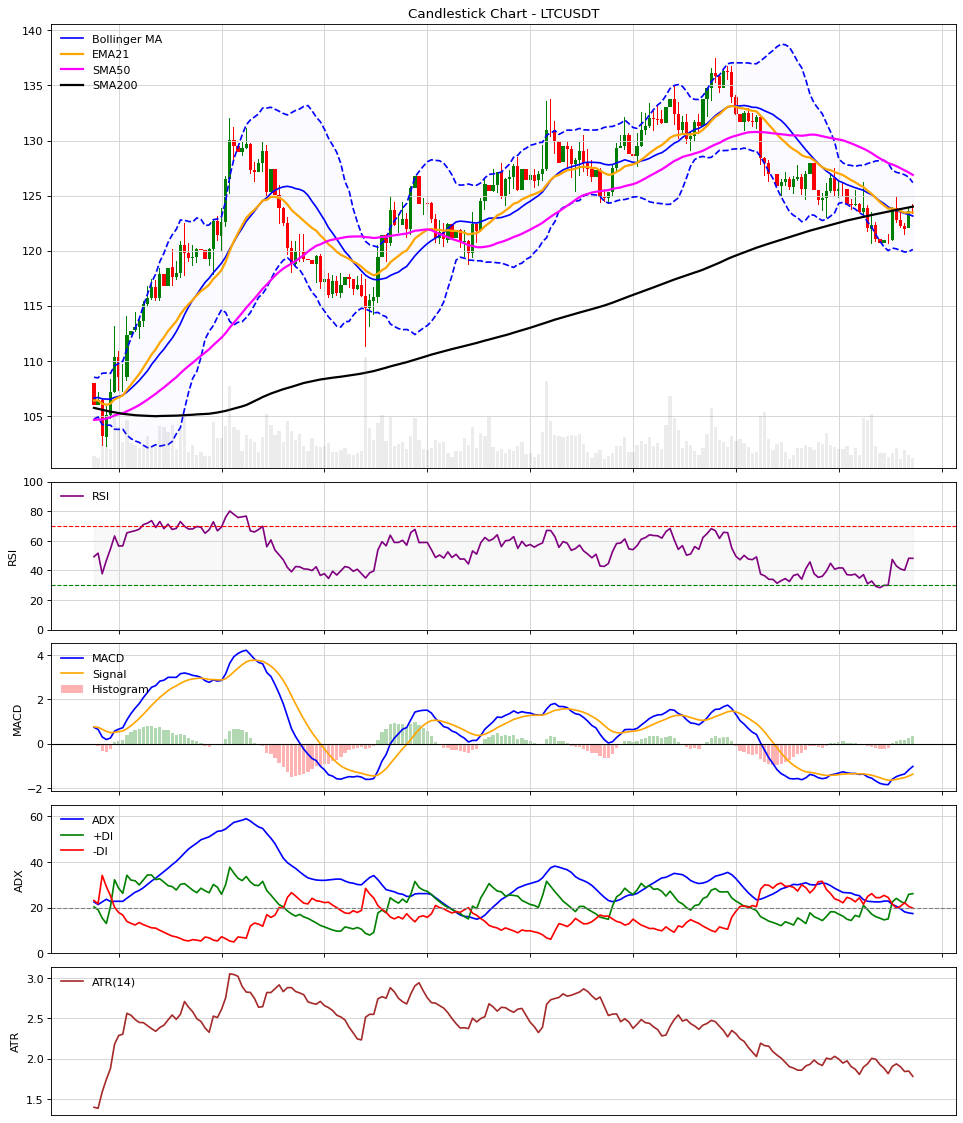 Candlestick Chart - LTCUSDT
Bollinger MA
EMA21
SMA50
SMA200
140
135
130
125
120
115
110
105
RSI
RSI
100
80
60
40
20
0
MACD
Signal
Histogram
MACD
4
2
0
−2
ADX
+DI
-DI
ADX
60
40
20
0
ATR(14)
ATR
3.0
2.5
2.0
1.5